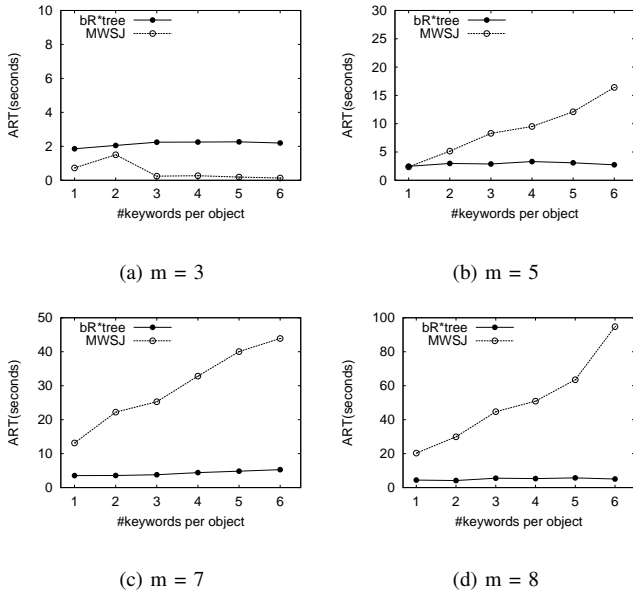 bR*tree
MWSJ
10
8
6
4
2
0
ART(seconds)
1 2 3 4 5 6
#keywords per object
(a) m = 3
bR*tree
MWSJ
30
25
20
15
10
5
0
ART(seconds)
1 2 3 4 5 6
#keywords per object
(b) m = 5
bR*tree
MWSJ
50
40
30
20
10
0
ART(seconds)
1 2 3 4 5 6
#keywords per object
(c) m = 7
bR*tree
MWSJ
100
80
60
40
20
0
ART(seconds)
1 2 3 4 5 6
#keywords per object
(d) m = 8